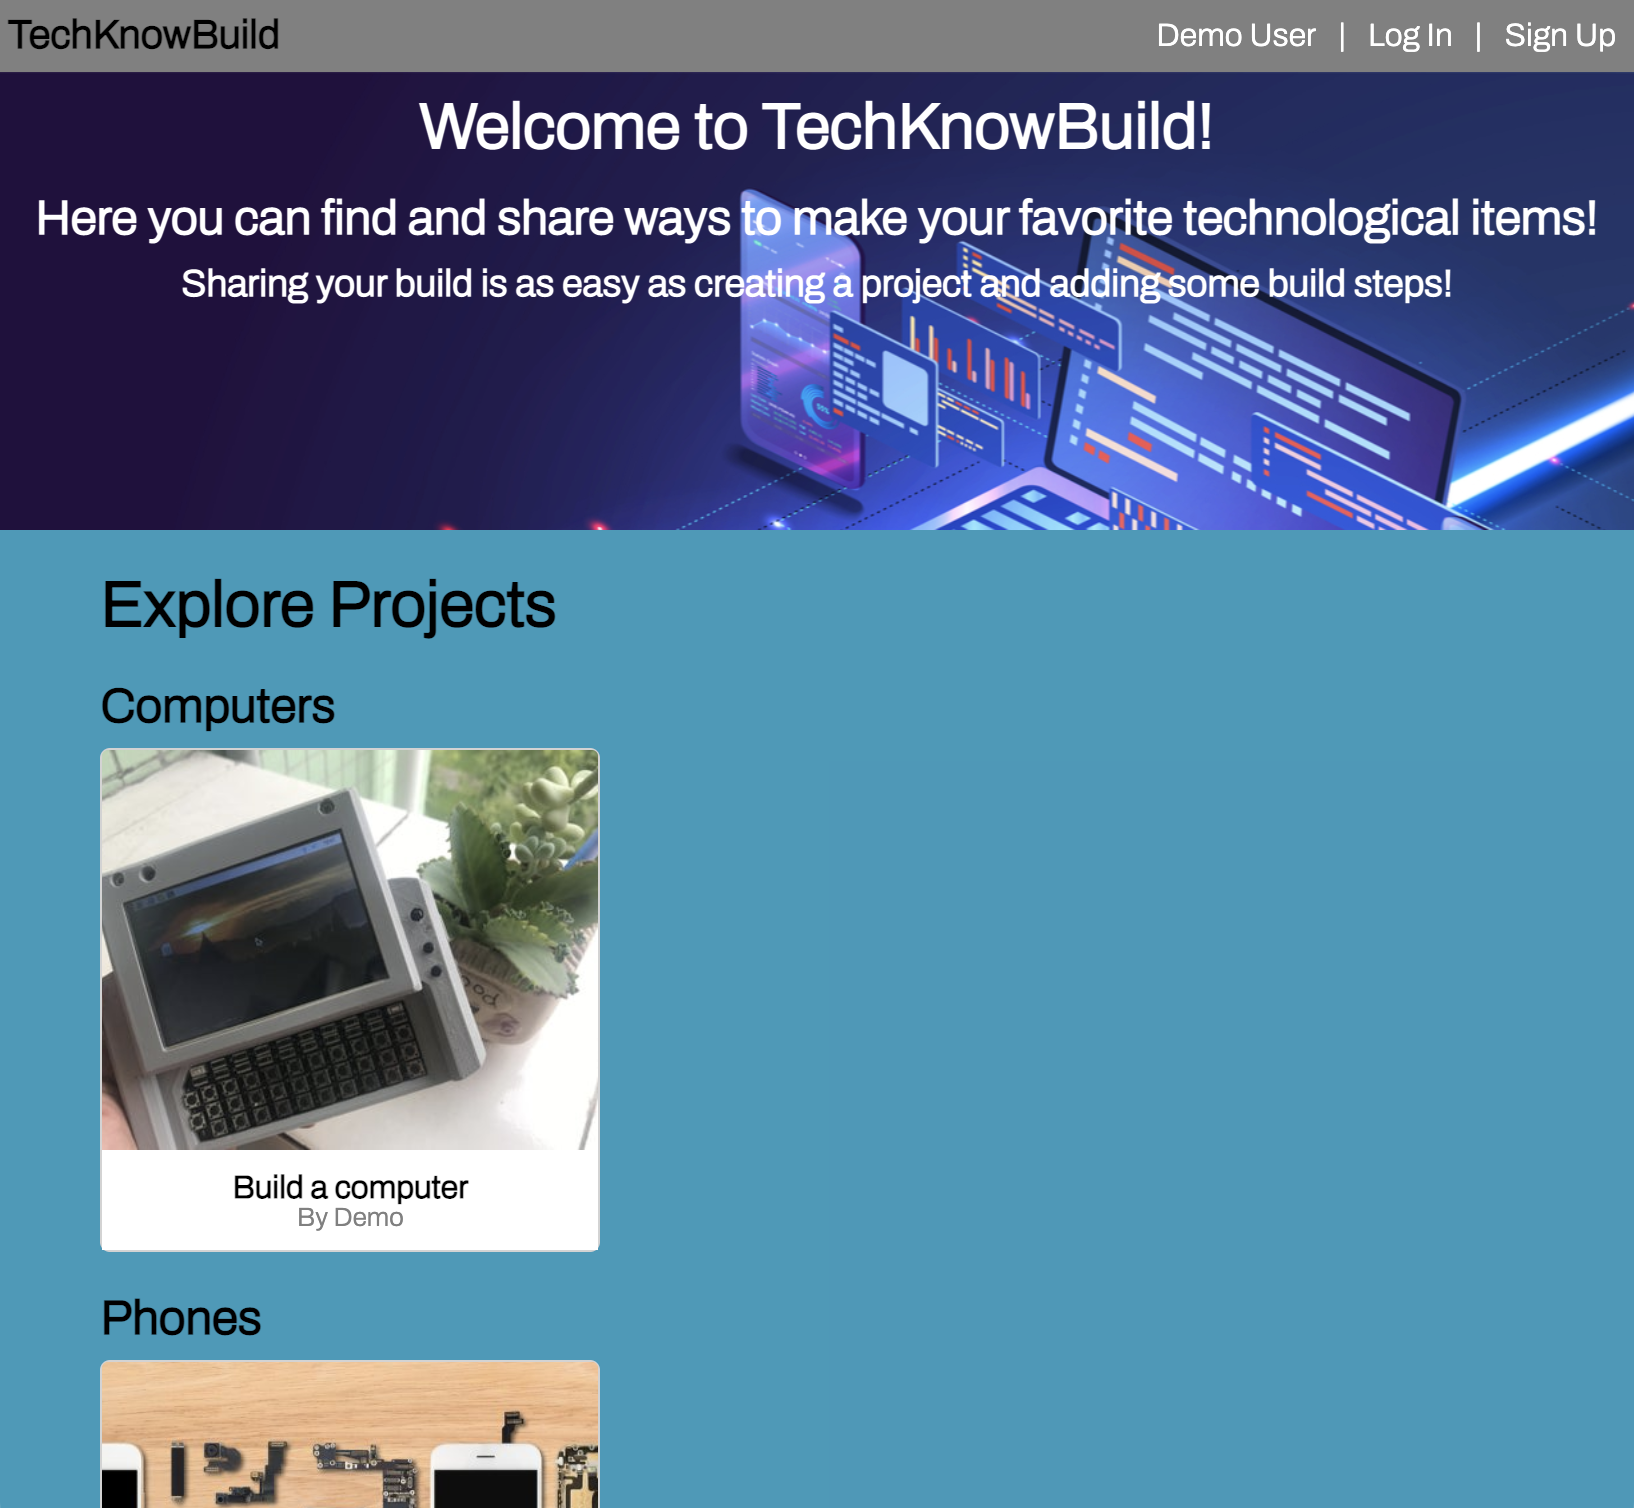 TechKnowBuild
Demo User | Log In | Sign Up
Welcome to TechKnowBuild!
Here you can find and share ways to make your favorite technological items!
Sharing your build is as easy as creating a project and adding some build steps!
Explore Projects
Computers
Build a computer
By Demo
Phones